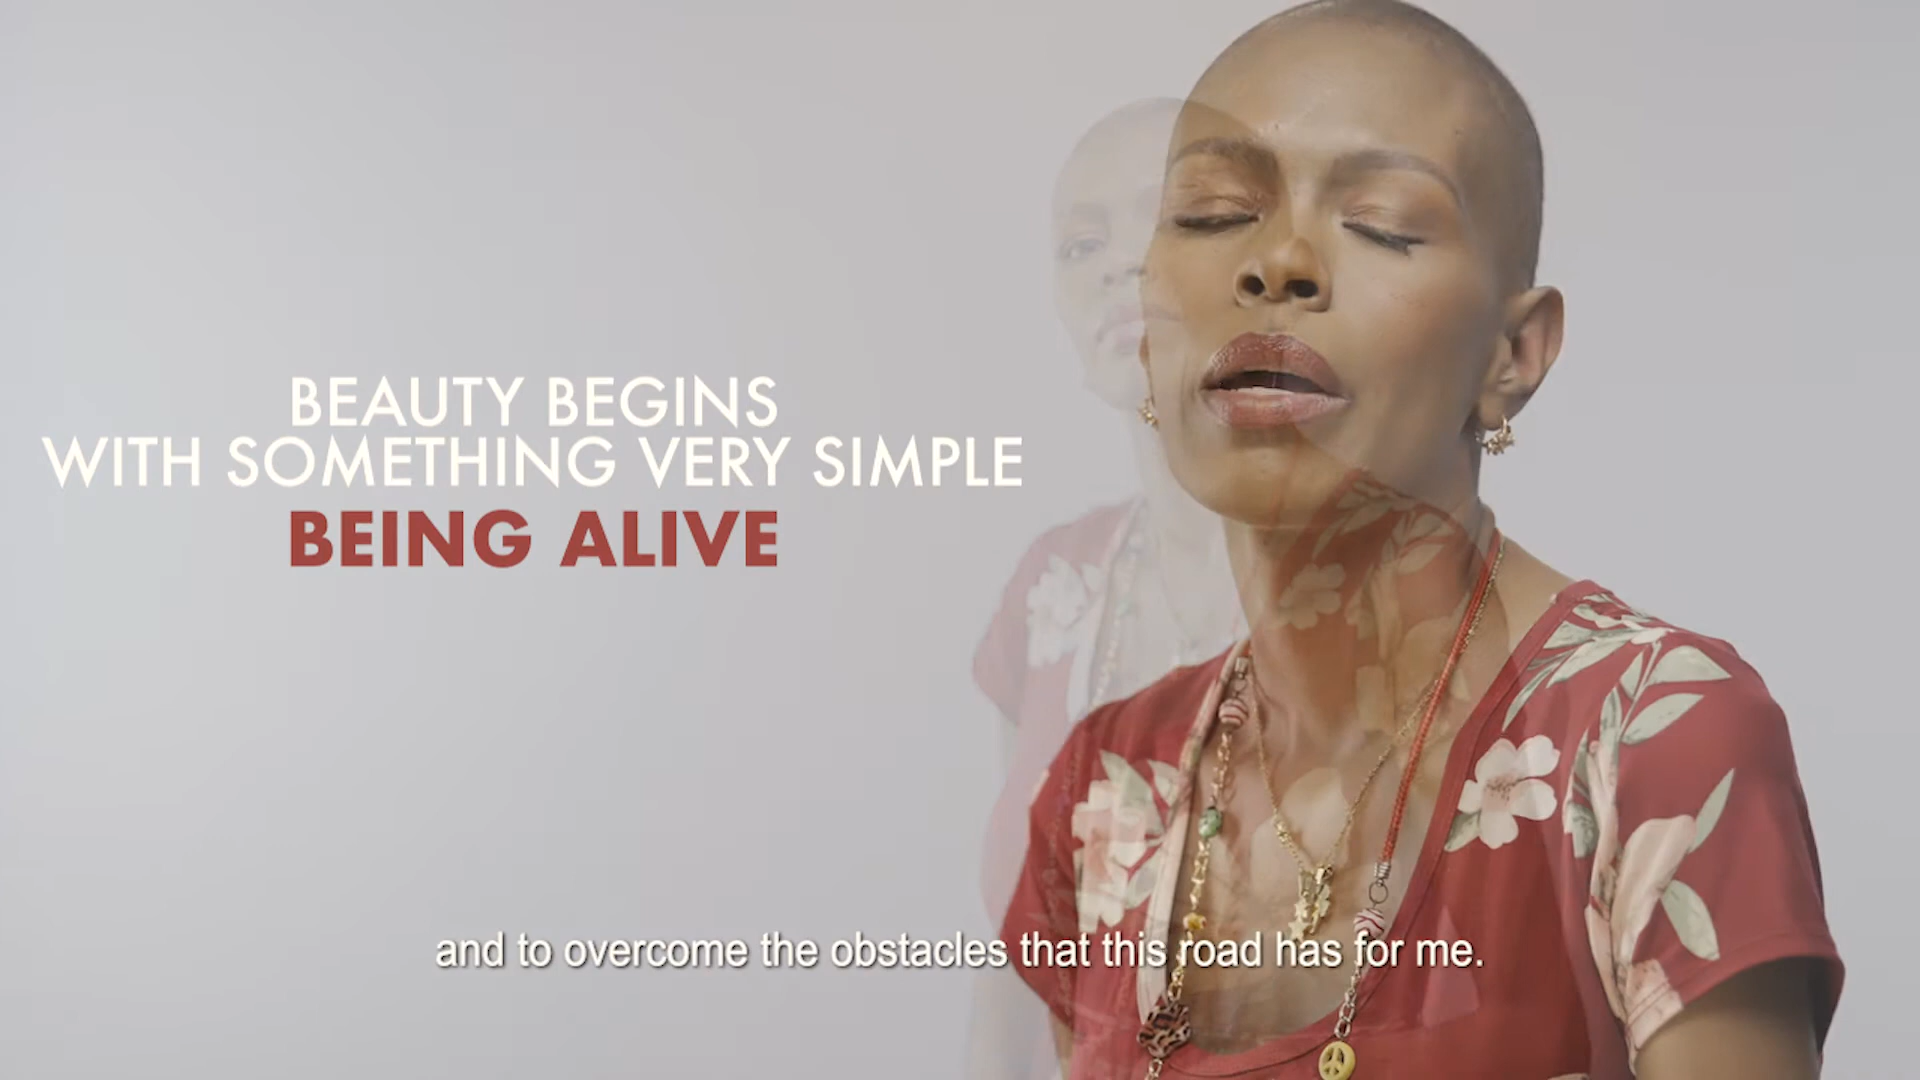 BEAUTY BEGINS
WITH SOMETHING VERY SIMPLE
BEING ALIVE
and to overcome the obstacles that this road has for me.